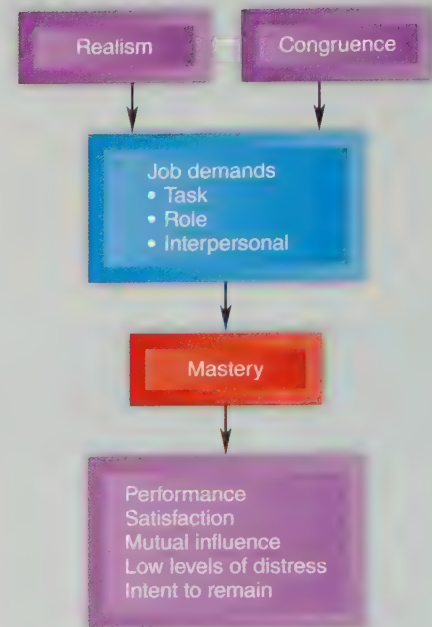 Realism
Congruence
Job demands
• Task
• Role
• Interpersonal
Mastery
Performance
Satisfaction
Mutual influence
Low levels of distress
Intent to remain